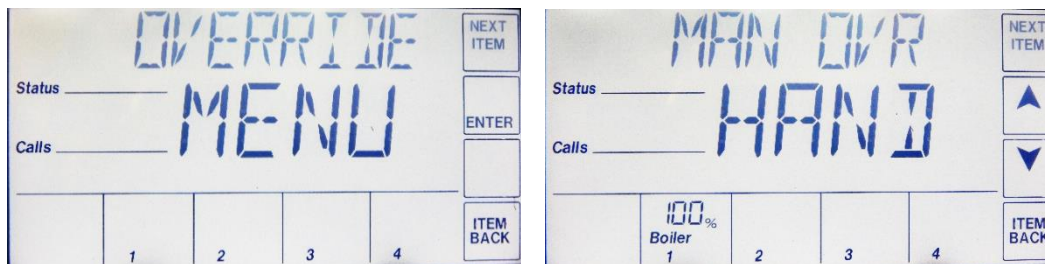 OVERRIDE
NEXT
ITEM
Status
MENU
ENTER
Calls
ITEM
BACK
1 2 3 4
MAN OVR
NEXT
ITEM
Status
HAND
Calls
100%
Boiler
ITEM
BACK
1 2 3 4